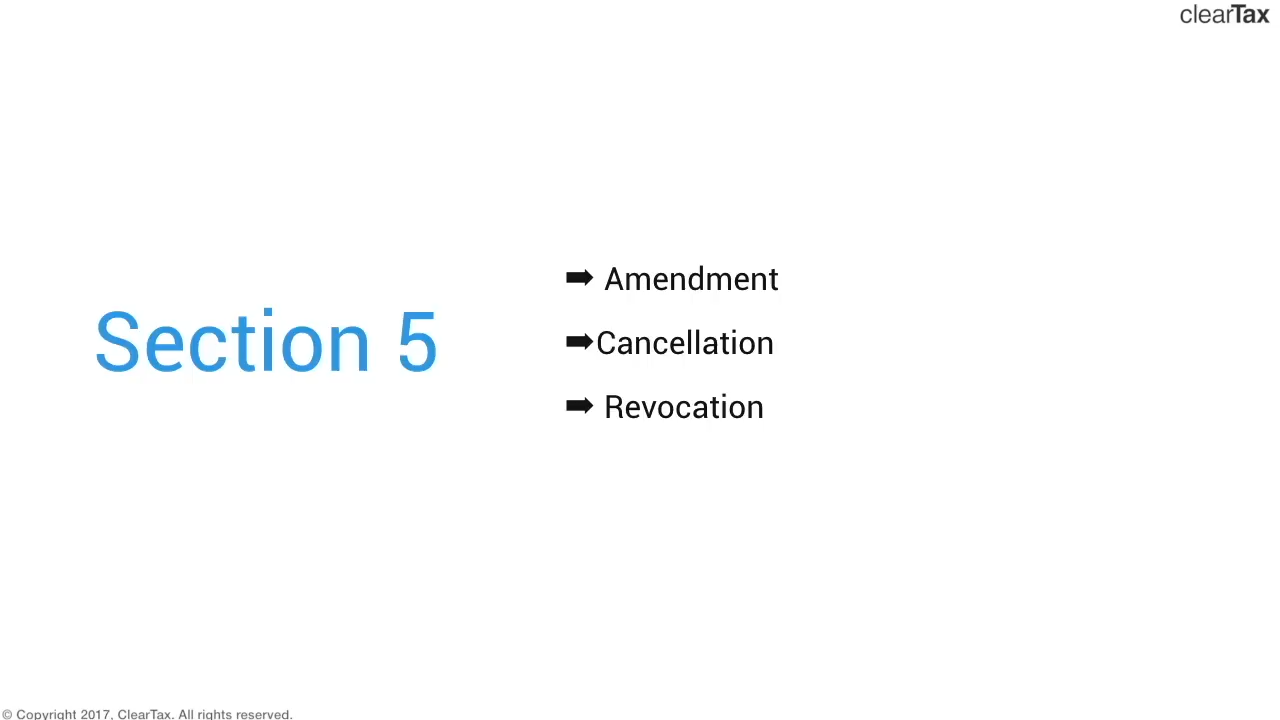 clearTax
Section 5
➡ Amendment
➡Cancellation
➡ Revocation
© Copyright 2017, ClearTax. All rights reserved.